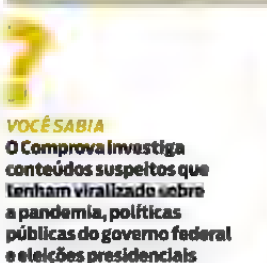 ?
VOCÊ SABIA
O Comprova investiga
conteúdos suspeitos que
tenham viralizado sobre
a pandemia, políticas
públicas do governo federal
e eleições presidenciais